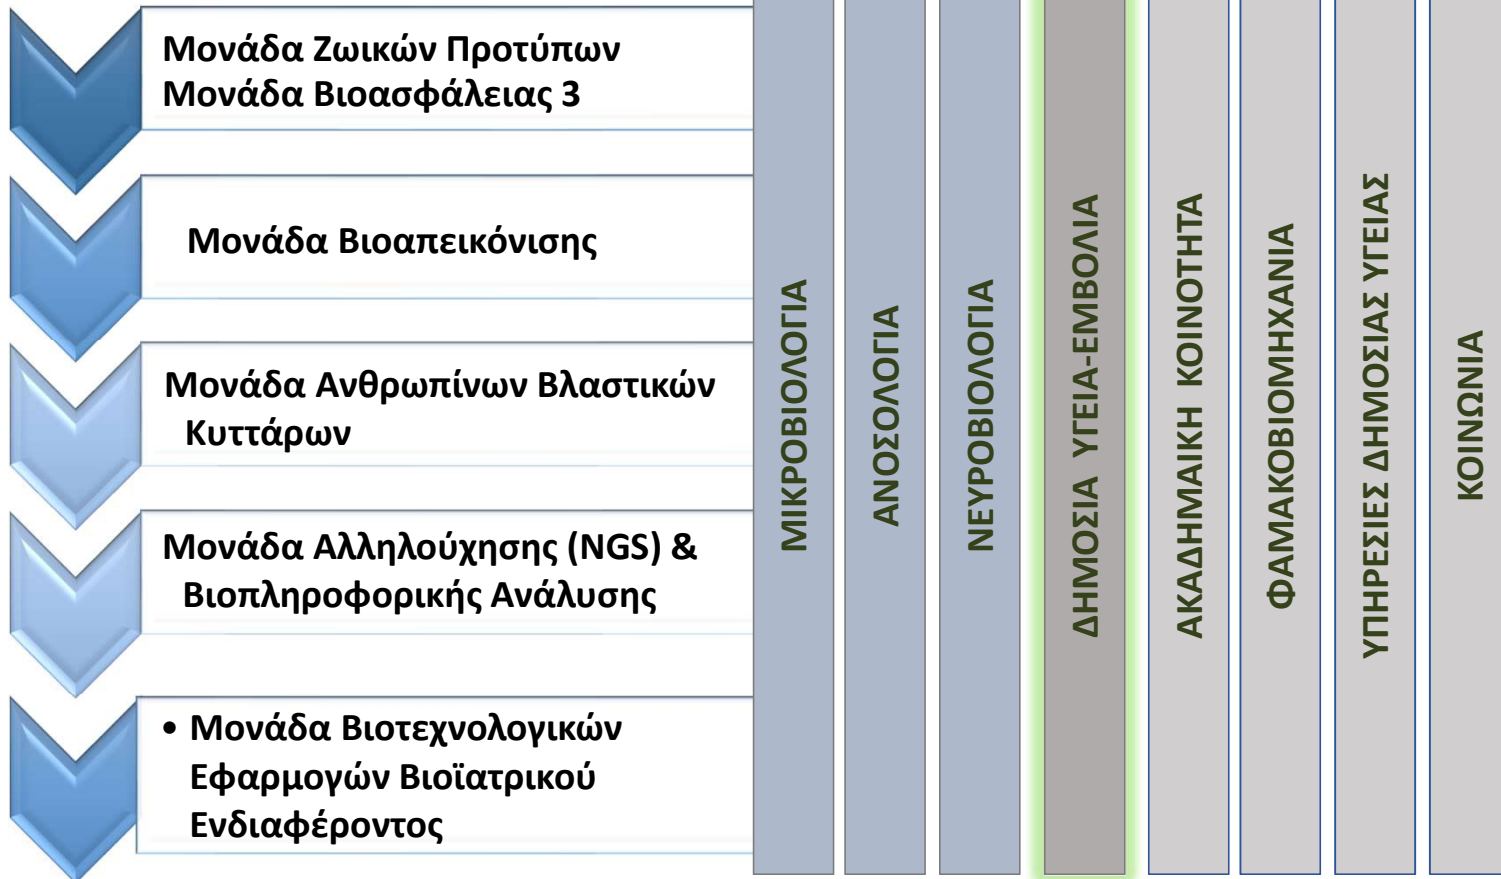 Μονάδα Ζωικών Προτύπων
Μονάδα Βιοασφάλειας 3
Μονάδα Βιοαπεικόνισης
Μονάδα Ανθρωπίνων Βλαστικών
Κυττάρων
Μονάδα Αλληλούχησης (NGS) &
Βιοπληροφορικής Ανάλυσης
• Μονάδα Βιοτεχνολογικών
Εφαρμογών Βιοϊατρικού
Ενδιαφέροντος
ΜΙΚΡΟΒΙΟΛΟΓΙΑ
ΑΝΟΣΟΛΟΓΙΑ
ΝΕΥΡΟΒΙΟΛΟΓΙΑ
ΔΗΜΟΣΙΑ ΥΓΕΙΑ-ΕΜΒΟΛΙΑ
ΑΚΑΔΗΜΑΙΚΗ ΚΟΙΝΟΤΗΤΑ
ΦΑΜΑΚΟΒΙΟΜΗΧΑΝΙΑ
ΥΠΗΡΕΣΙΕΣ ΔΗΜΟΣΙΑΣ ΥΓΕΙΑΣ
ΚΟΙΝΩΝΙΑ